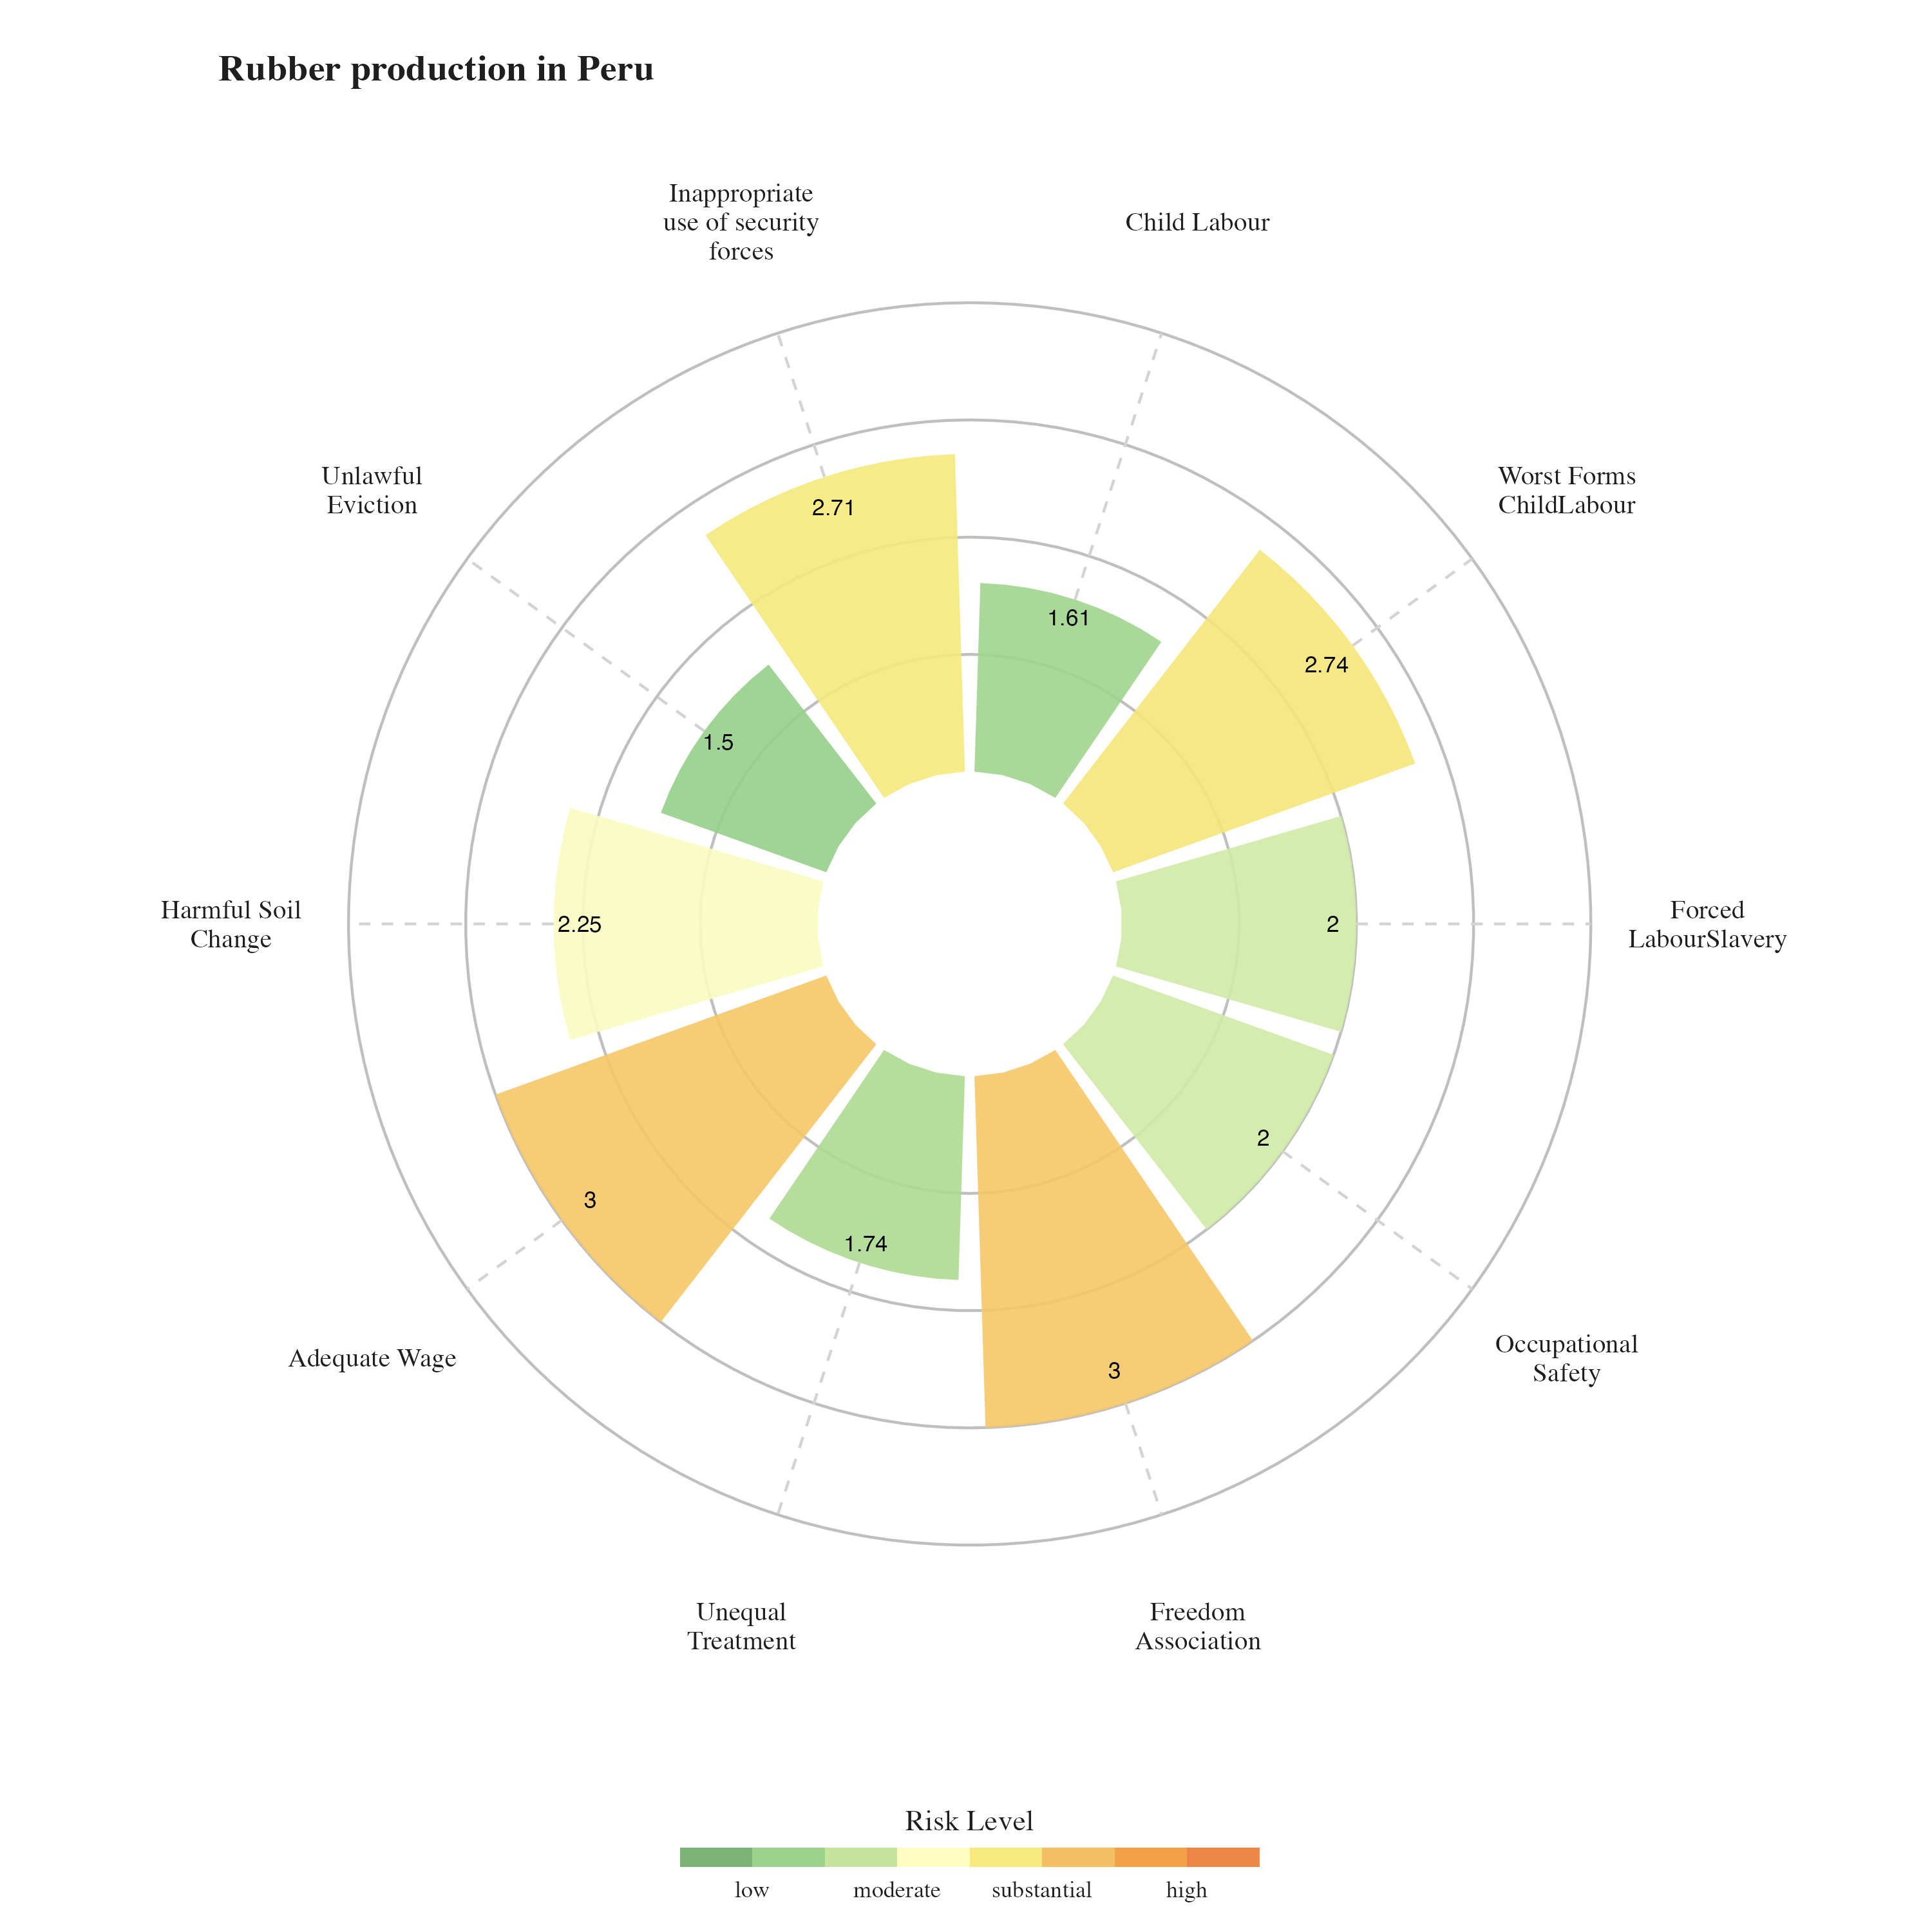 Rubber production in Peru
Inappropriate
use of security
forces
Child Labour
Unlawful
Eviction
Worst Forms
ChildLabour
2.71
1.61
2.74
1.5
Harmful Soil
Change
2.25
2
Forced
LabourSlavery
2
3
1.74
3
Adequate Wage
Occupational
Safety
Unequal
Treatment
Freedom
Association
Risk Level
low moderate substantial high